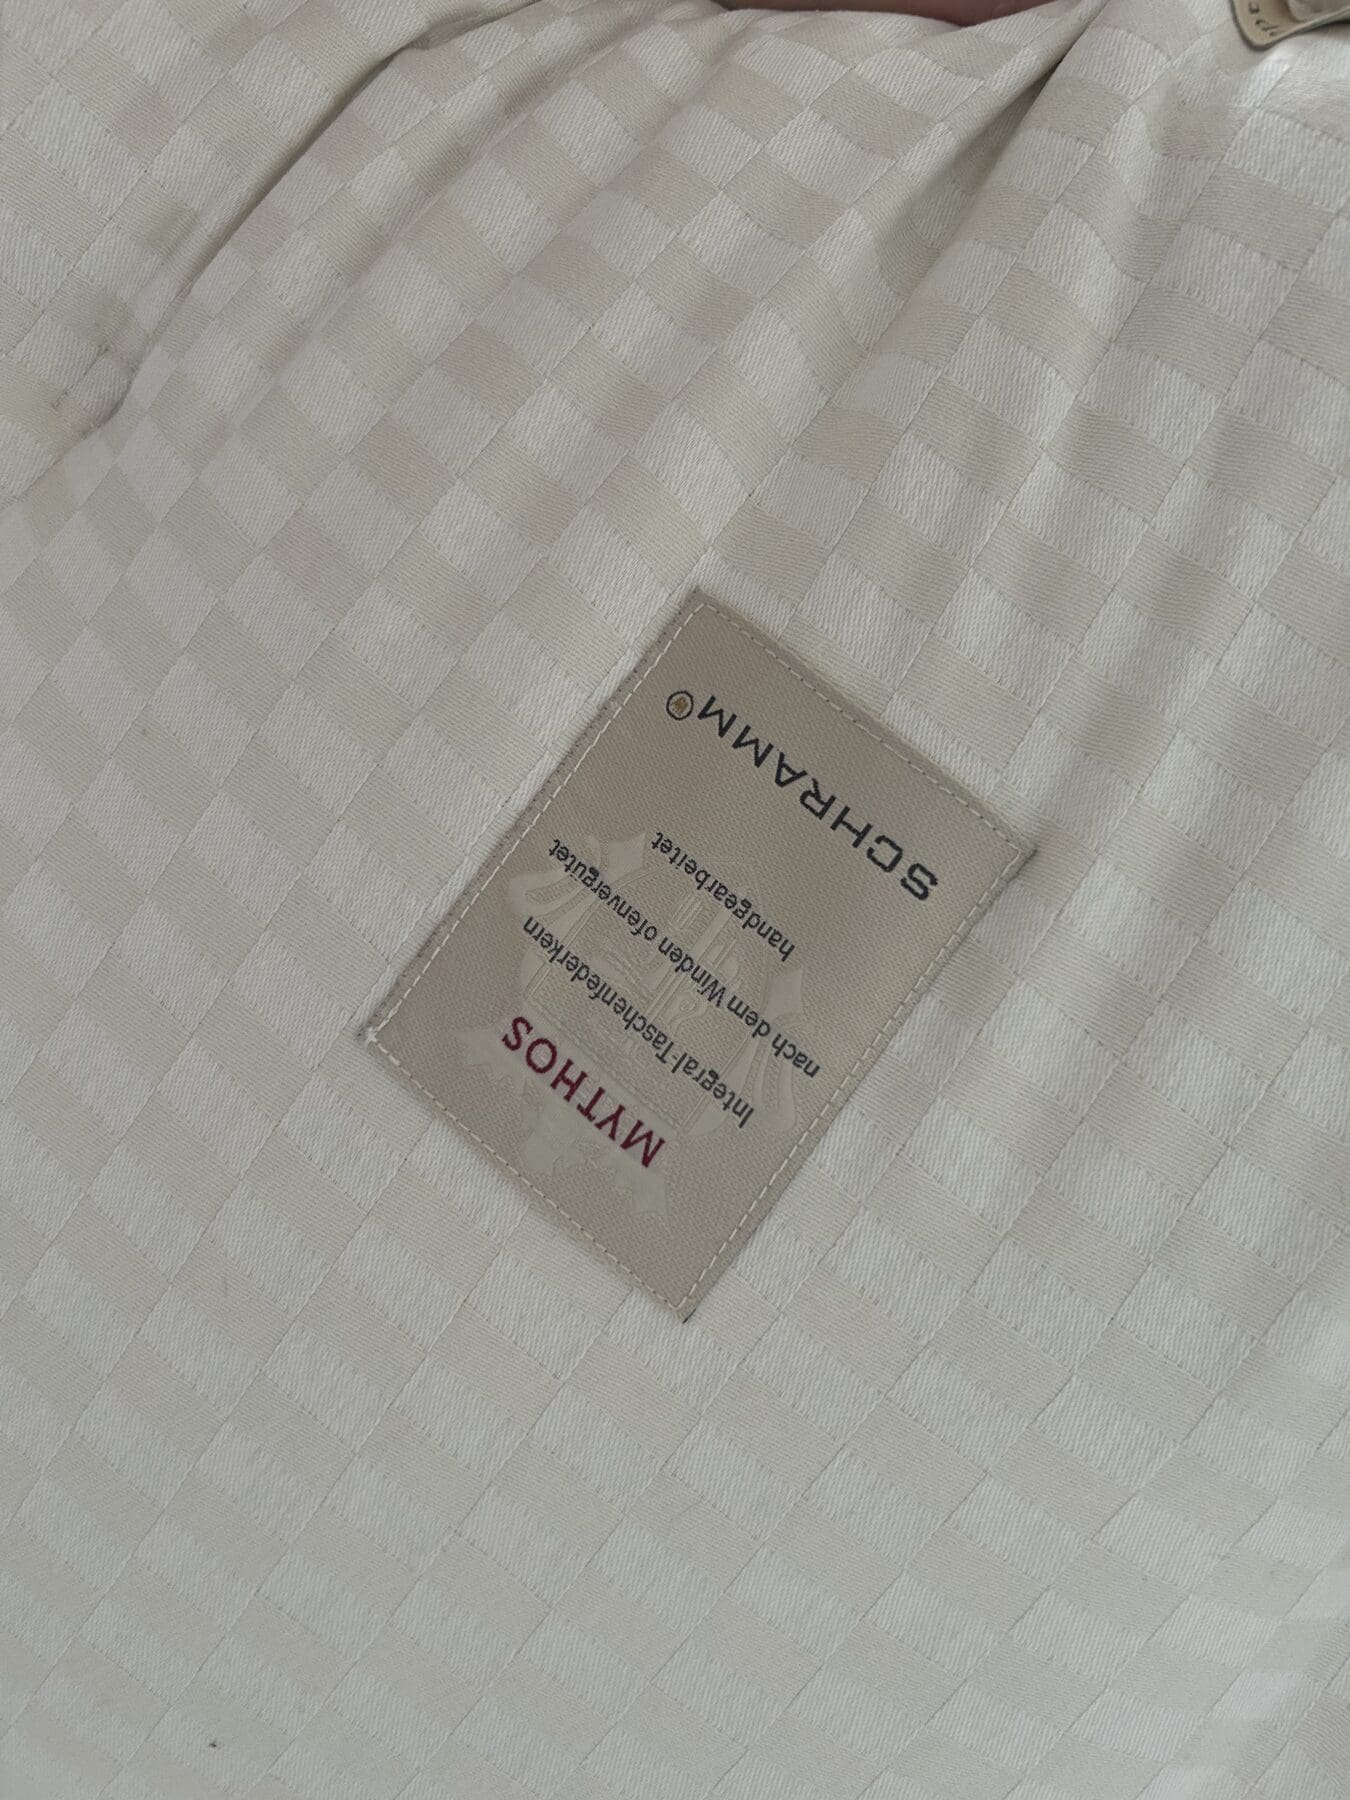 MYTHOS
Integral-Taschenfederkern
nach dem Winden ofenvergütet
handgearbeitet
SCHRAMM